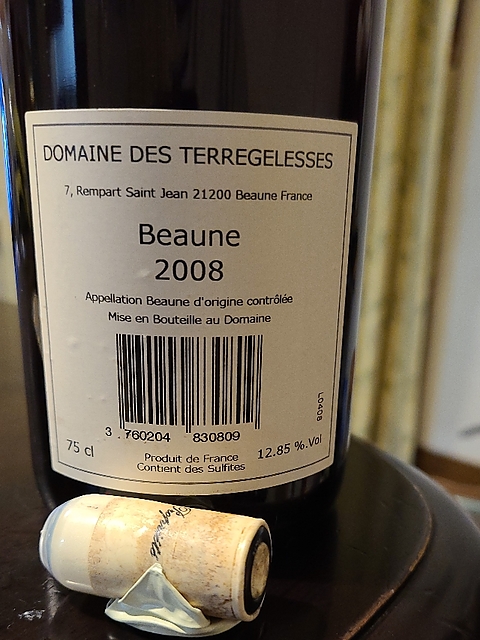 DOMAINE DES TERREGELESSES
7, Rempart Saint Jean 21200 Beaune France
Beaune
2008
Appellation Beaune d'origine contrôlée
Mise en Bouteille au Domaine
3 760204 830809
L0408
75 cl
Produit de France
12.85 %.Vol
Contient des Sulfites